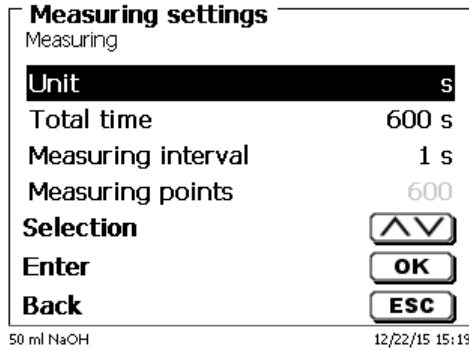 Measuring settings
Measuring
Unit s
Total time 600 s
Measuring interval 1 s
Measuring points 600
Selection
Enter OK
Back ESC
50 ml NaOH 12/22/15 15:19